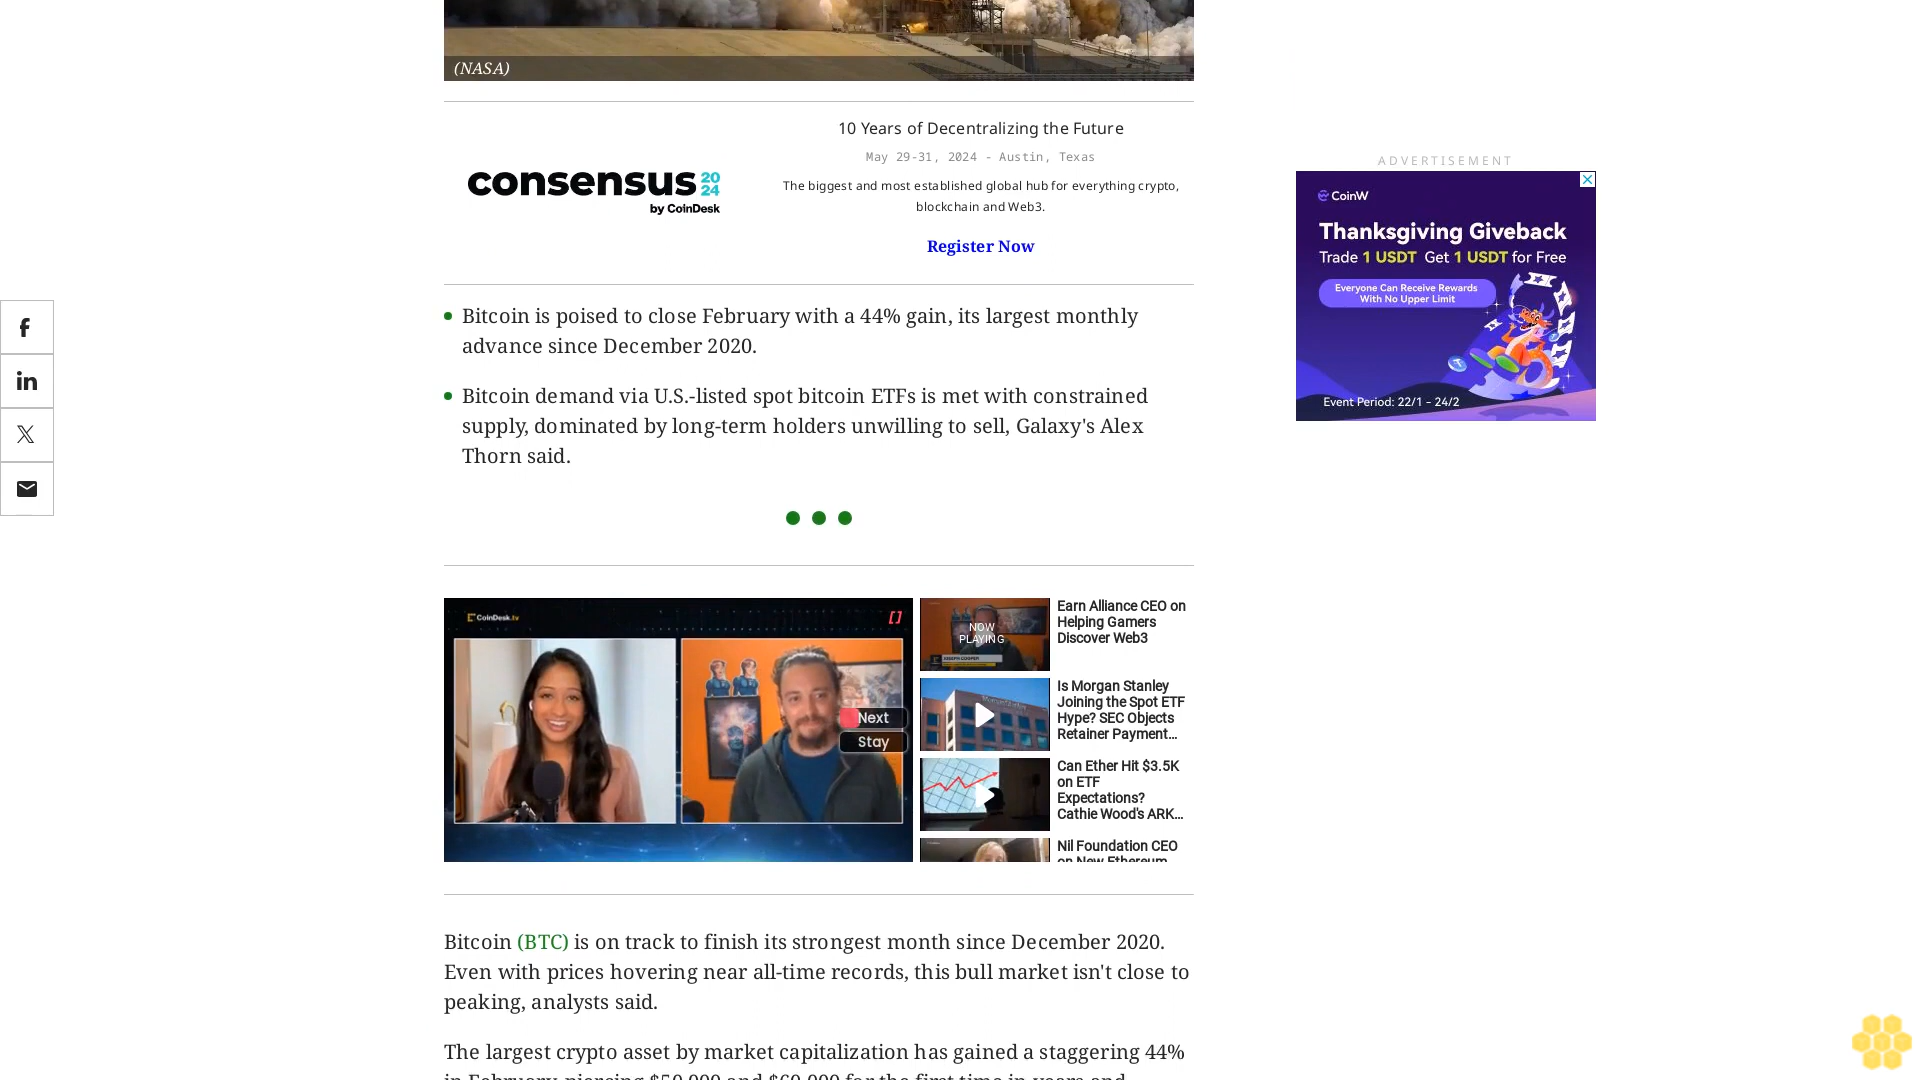 (NASA)
10 Years of Decentralizing the Future
May 29-31, 2024 - Austin, Texas
consensus 2024
by CoinDesk
The biggest and most established global hub for everything crypto,
blockchain and Web3.
Register Now
ADVERTISEMENT
CoinW
Thanksgiving Giveback
Trade 1 USDT Get 1 USDT for Free
Everyone Can Receive Rewards
With No Upper Limit
Event Period: 22/1 - 24/2
Bitcoin is poised to close February with a 44% gain, its largest monthly
advance since December 2020.
Bitcoin demand via U.S.-listed spot bitcoin ETFs is met with constrained
supply, dominated by long-term holders unwilling to sell, Galaxy's Alex
Thorn said.
CoinDesk.tv
Next
Stay
NOW
PLAYING
JOSEPH COOPER
Earn Alliance CEO on
Helping Gamers
Discover Web3
Is Morgan Stanley
Joining the Spot ETF
Hype? SEC Objects
Retainer Payment…
Can Ether Hit $3.5K
on ETF
Expectations?
Cathie Wood's ARK…
Nil Foundation CEO
on New Ethereum
Bitcoin (BTC) is on track to finish its strongest month since December 2020.
Even with prices hovering near all-time records, this bull market isn't close to
peaking, analysts said.
The largest crypto asset by market capitalization has gained a staggering 44%
in February, piercing $50,000 and $60,000 for the first time in years and